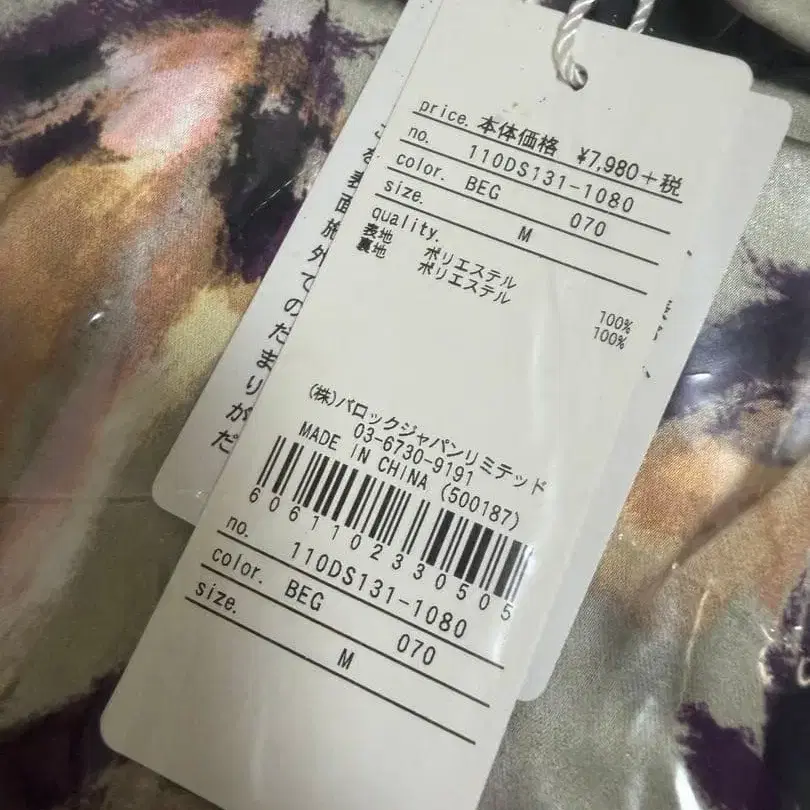 price. 本体価格 ¥7,980+税
no. 110DS131-1080
color. BEG 070
size. M
quality.
表地 ポリエステル 100%
裏地 ポリエステル 100%
(株)バロックジャパンリミテッド
03-6730-9191
MADE IN CHINA (500187)
6061102330505
no. 110DS131-1080
color. BEG 070
size. M